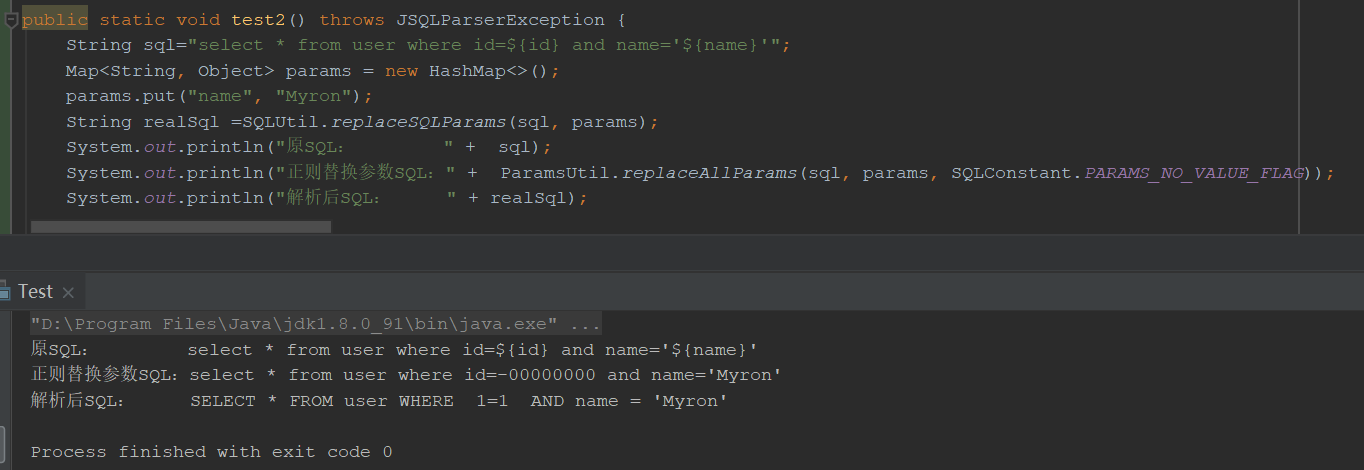 public static void test2() throws JSQLParserException {
    String sql="select * from user where id=${id} and name='${name}'";
    Map<String, Object> params = new HashMap<>();
    params.put("name", "Myron");
    String realSql =SQLUtil.replaceSQLParams(sql, params);
    System.out.println("原SQL:         " +  sql);
    System.out.println("正则替换参数SQL: " +  ParamsUtil.replaceAllParams(sql, params, SQLConstant.PARAMS_NO_VALUE_FLAG));
    System.out.println("解析后SQL:      " + realSql);
Test
"D:\Program Files\Java\jdk1.8.0_91\bin\java.exe" ...
原SQL:         select * from user where id=${id} and name='${name}'
正则替换参数SQL: select * from user where id=-00000000 and name='Myron'
解析后SQL:      SELECT * FROM user WHERE  1=1  AND name = 'Myron'
Process finished with exit code 0